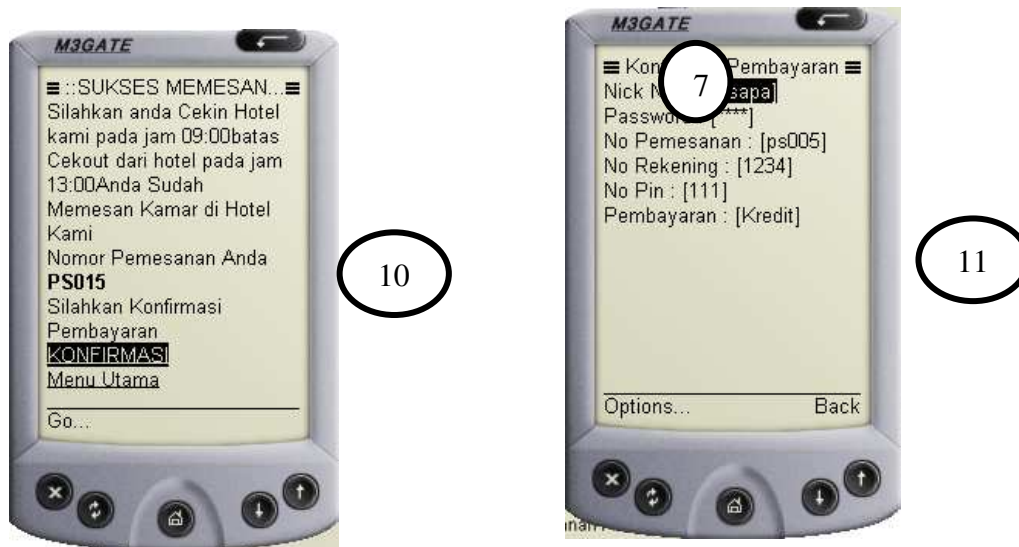 M3GATE
::SUKSES MEMESAN...
Silahkan anda Cekin Hotel
kami pada jam 09:00batas
Cekout dari hotel pada jam
13:00Anda Sudah
Memesan Kamar di Hotel
Kami
Nomor Pemesanan Anda
PS015
Silahkan Konfirmasi
Pembayaran
KONFIRMASI
Menu Utama
Go...
10
M3GATE
Pembayaran
7
Nick
sapa]
[****]
No Pemesanan : [ps005]
No Rekening : [1234]
No Pin : [111]
Pembayaran : [Kredit]
Options... Back
11